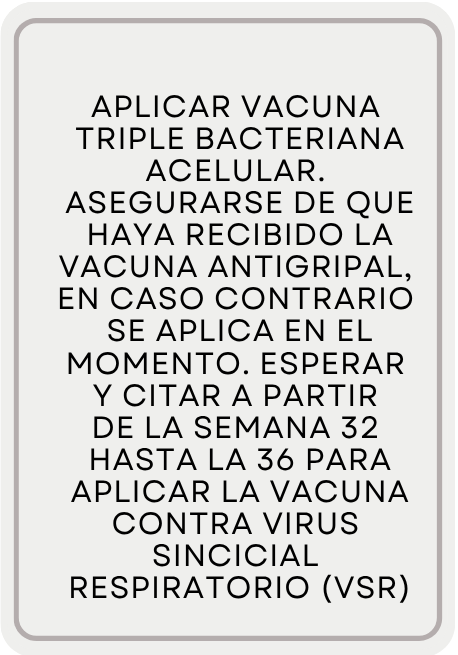 APLICAR VACUNA
TRIPLE BACTERIANA
ACELULAR.
ASEGURARSE DE QUE
HAYA RECIBIDO LA
VACUNA ANTIGRIPAL,
EN CASO CONTRARIO
SE APLICA EN EL
MOMENTO. ESPERAR
Y CITAR A PARTIR
DE LA SEMANA 32
HASTA LA 36 PARA
APLICAR LA VACUNA
CONTRA VIRUS
SINCICIAL
RESPIRATORIO (VSR)